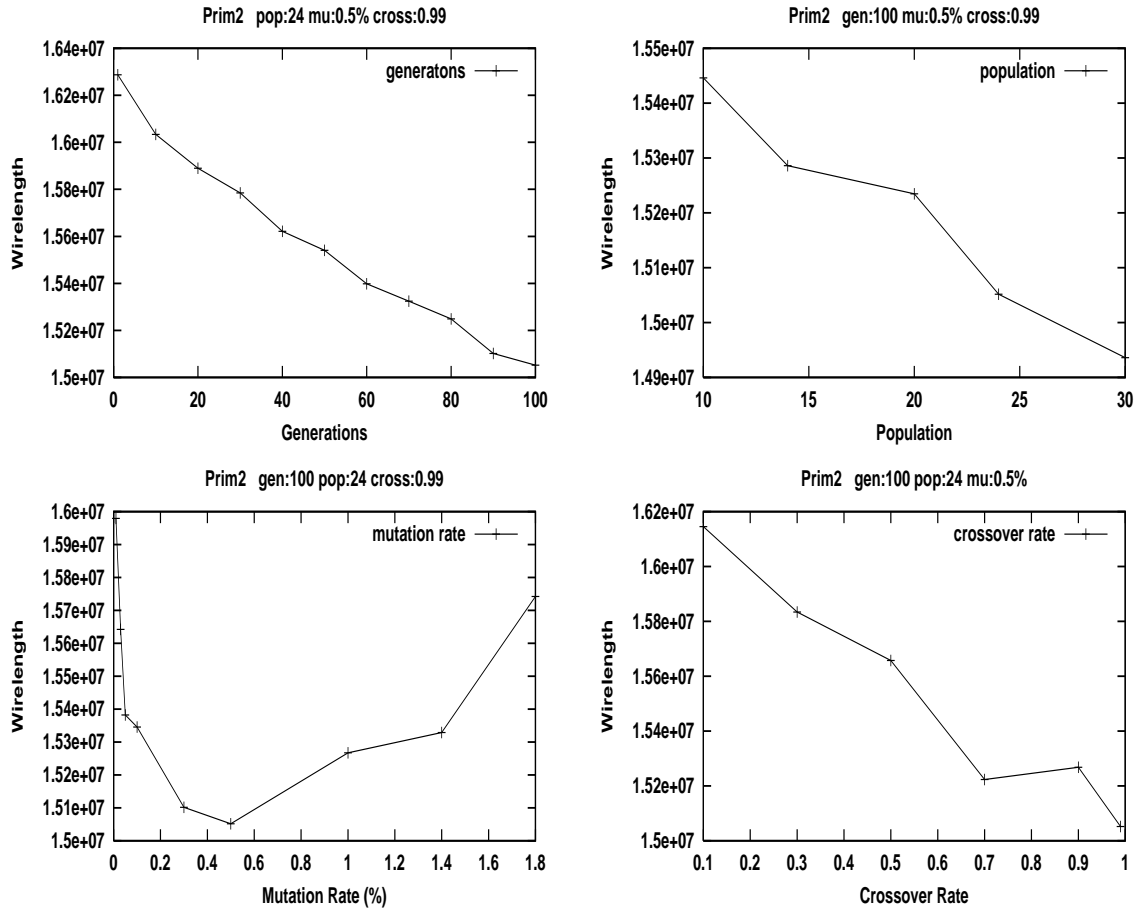 Prim2 pop:24 mu:0.5% cross:0.99
1.64e+07
1.62e+07
1.6e+07
1.58e+07
1.56e+07
1.54e+07
1.52e+07
1.5e+07
Wirelength
generatons
0 20 40 60 80 100
Generations
Prim2 gen:100 mu:0.5% cross:0.99
1.55e+07
1.54e+07
1.53e+07
1.52e+07
1.51e+07
1.5e+07
1.49e+07
Wirelength
population
10 15 20 25 30
Population
Prim2 gen:100 pop:24 cross:0.99
1.6e+07
1.59e+07
1.58e+07
1.57e+07
1.56e+07
1.55e+07
1.54e+07
1.53e+07
1.52e+07
1.51e+07
1.5e+07
Wirelength
mutation rate
0 0.2 0.4 0.6 0.8 1 1.2 1.4 1.6 1.8
Mutation Rate (%)
Prim2 gen:100 pop:24 mu:0.5%
1.62e+07
1.6e+07
1.58e+07
1.56e+07
1.54e+07
1.52e+07
1.5e+07
Wirelength
crossover rate
0.1 0.2 0.3 0.4 0.5 0.6 0.7 0.8 0.9 1
Crossover Rate